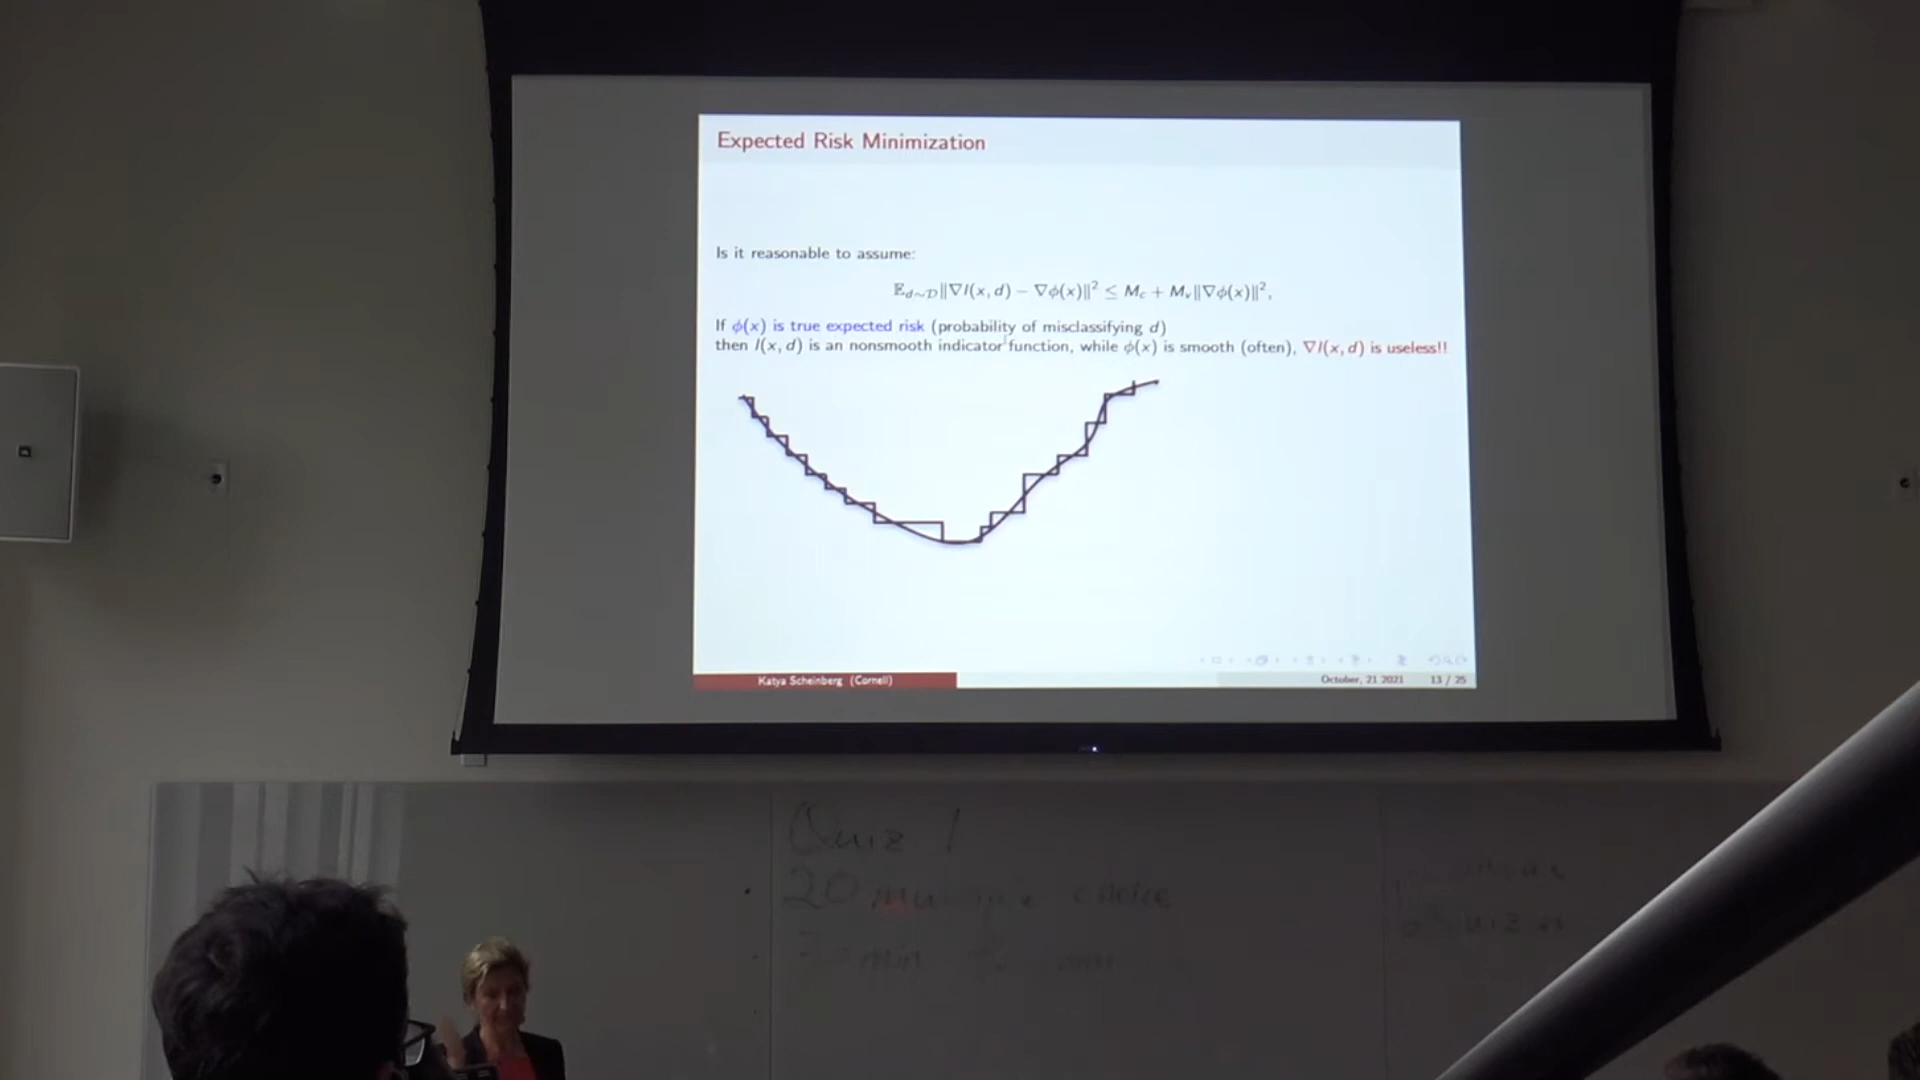 Expected Risk Minimization
Is it reasonable to assume:
𝔼_{d∼𝒟}‖∇l(x, d) − ∇ϕ(x)‖² ≤ M_c + M_v‖∇ϕ(x)‖²,
If ϕ(x) is true expected risk (probability of misclassifying d)
then l(x, d) is an nonsmooth indicator function, while ϕ(x) is smooth (often), ∇l(x, d) is useless!!
Katya Scheinberg (Cornell)
October, 21 2021 13 / 25
Quiz 1
20 choice
min